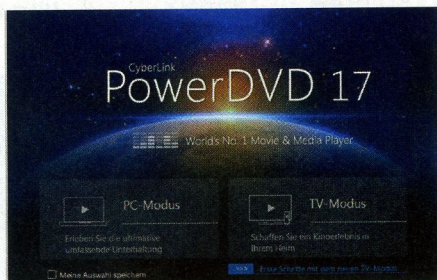 CyberLink
PowerDVD 17
World's No. 1 Movie & Media Player
PC-Modus
Erleben Sie die ultimative
umfassende Unterhaltung
TV-Modus
Schaffen Sie ein Kinoerlebnis in
Ihrem Heim
Meine Auswahl speichern
>>> Erste Schritte mit dem neuen TV-Modus